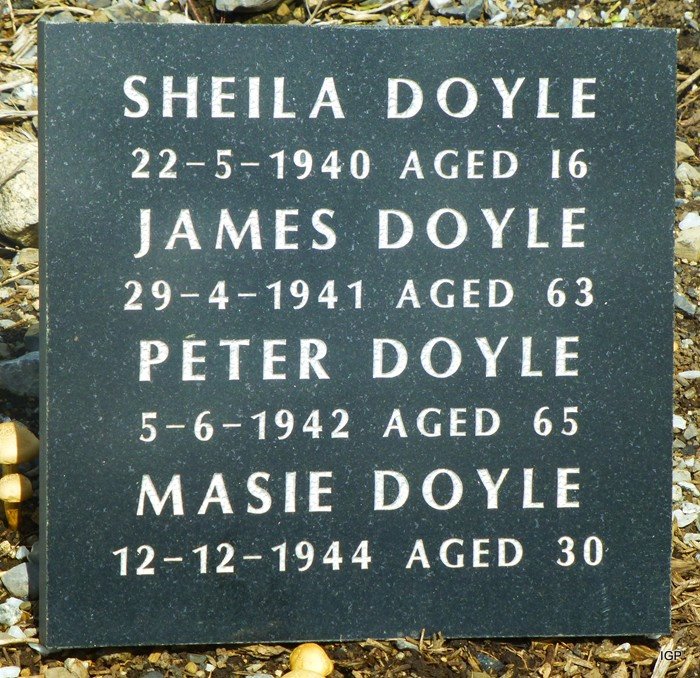 SHEILA DOYLE
22-5-1940 AGED 16
JAMES DOYLE
29-4-1941 AGED 63
PETER DOYLE
5-6-1942 AGED 65
MASIE DOYLE
12-12-1944 AGED 30
IGP